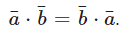 ā · b̄ = b̄ · ā.